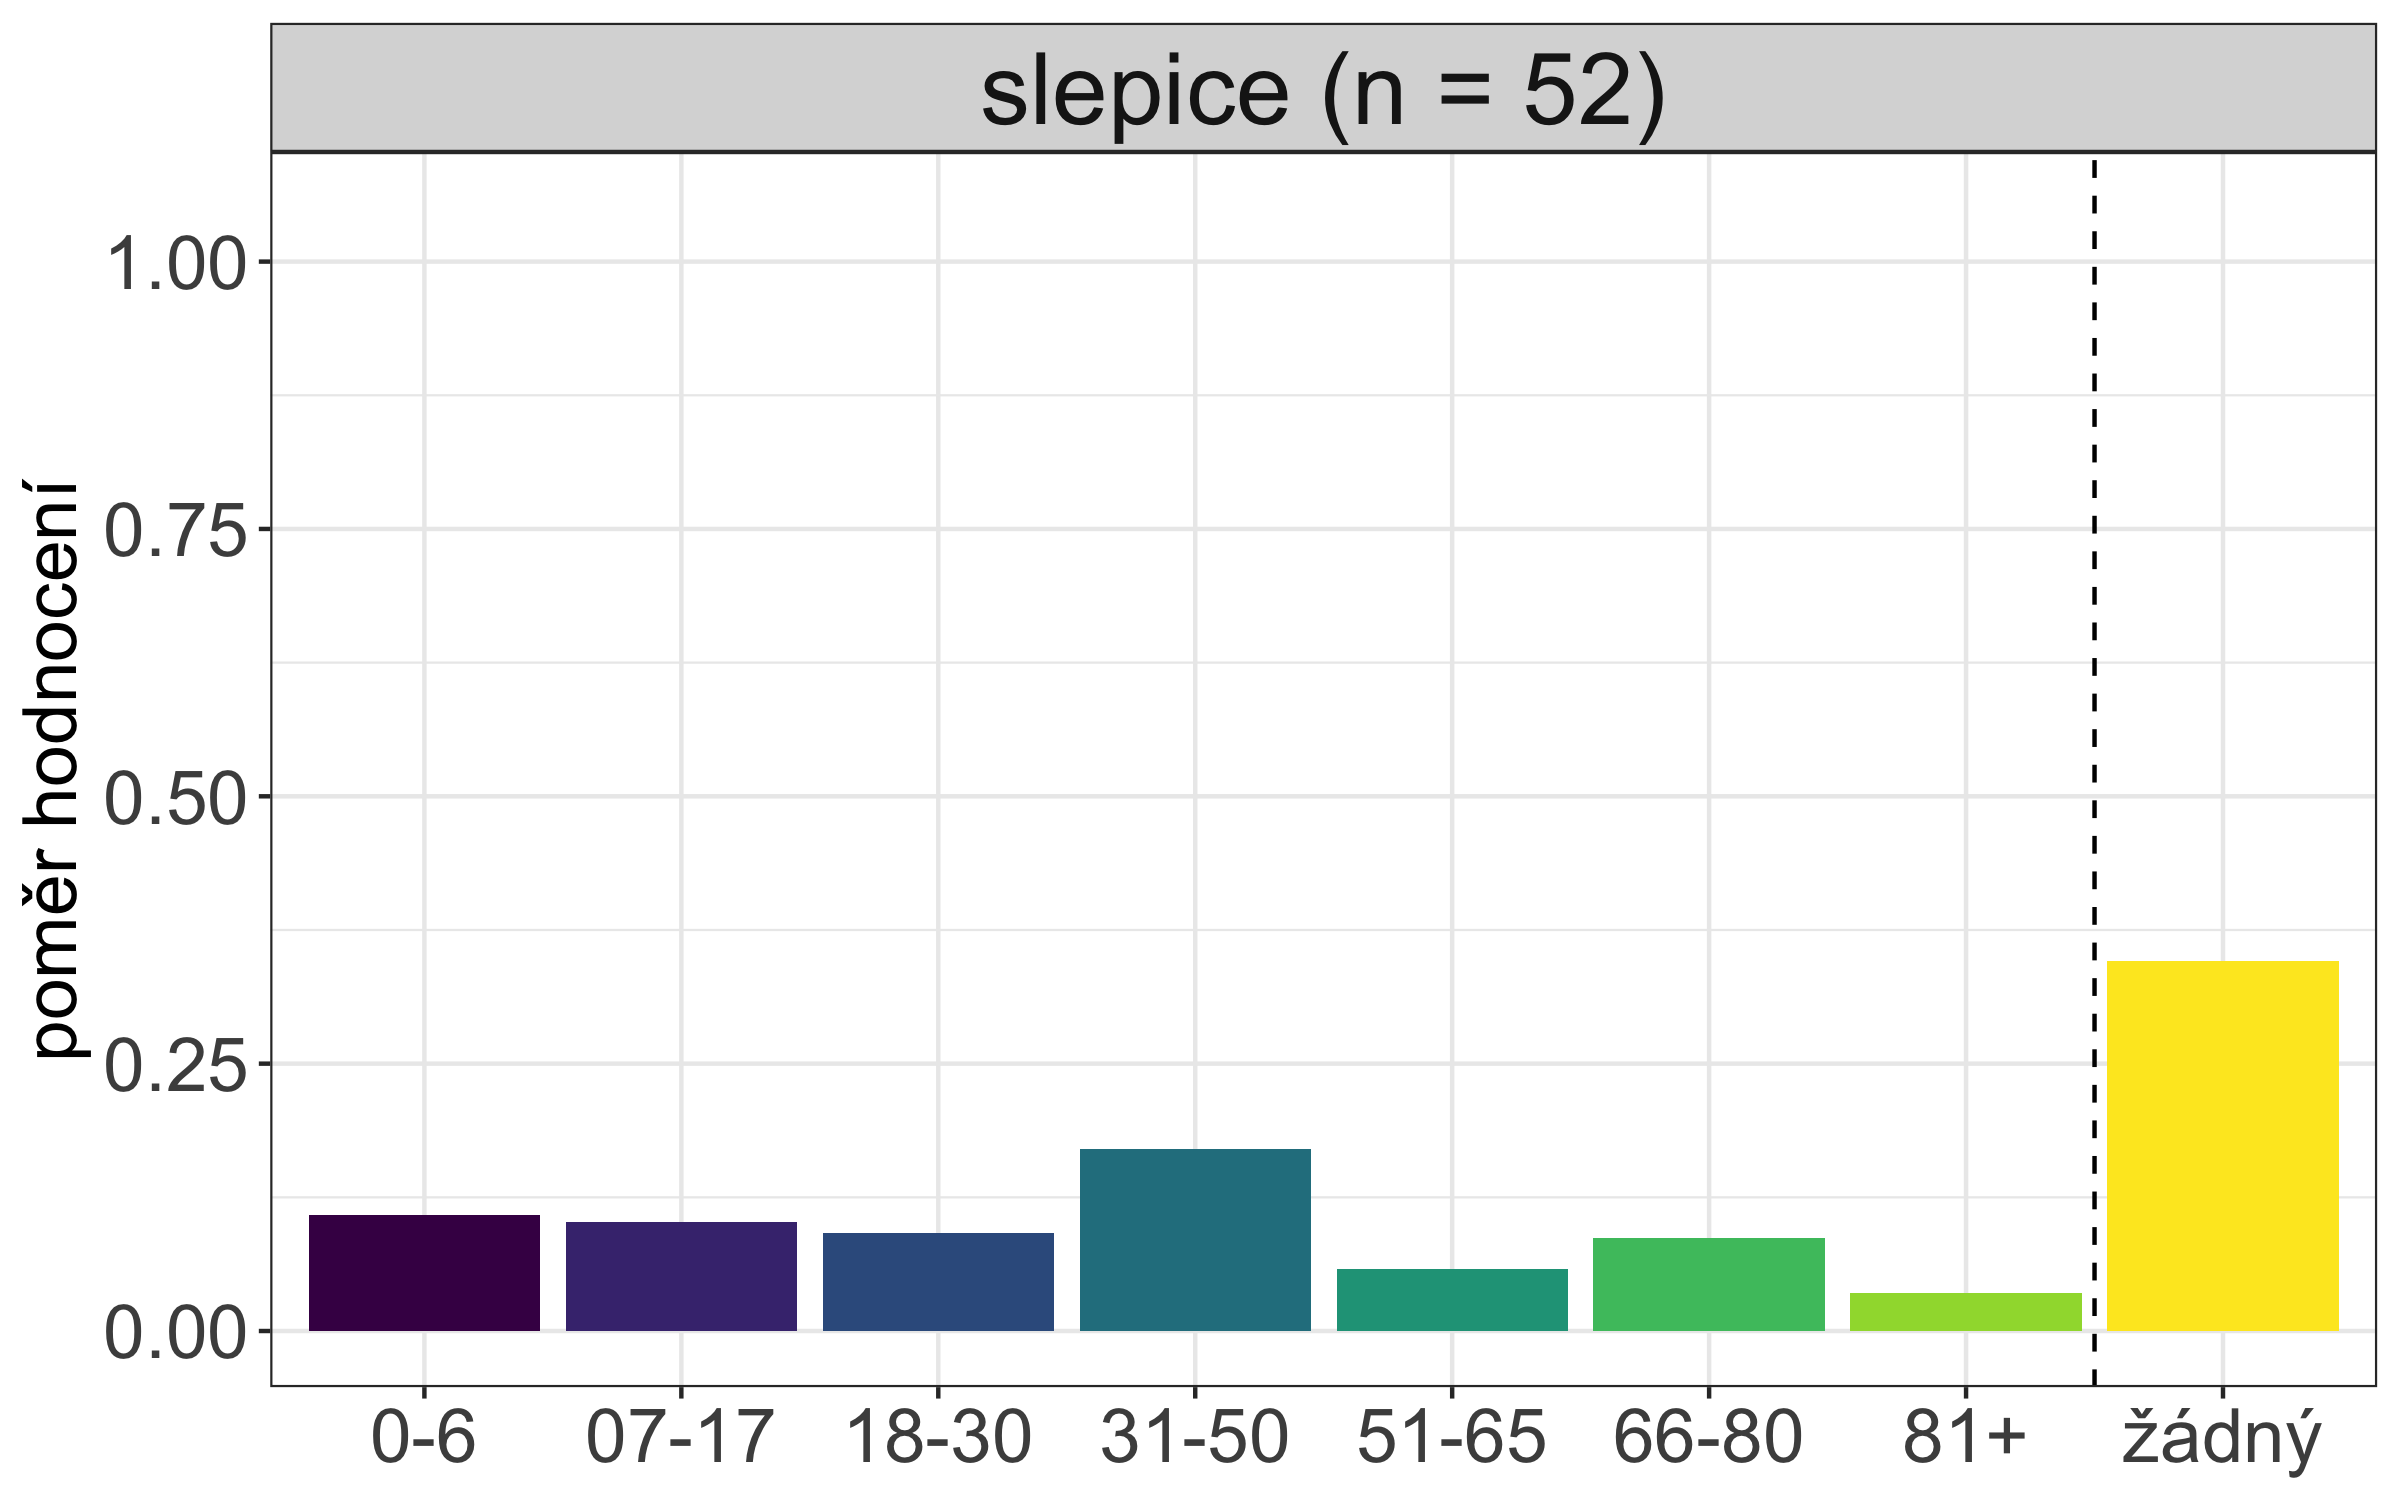 slepice (n = 52)
poměr hodnocení
1.00
0.75
0.50
0.25
0.00
0-6 07-17 18-30 31-50 51-65 66-80 81+ žádný